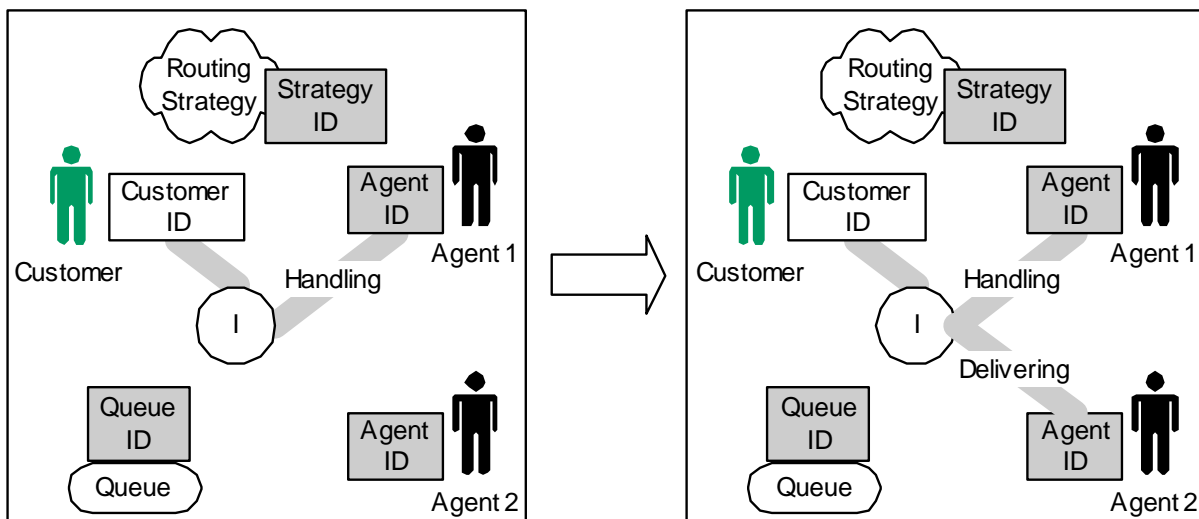 Routing
Strategy
Strategy
ID
Customer
ID
Agent
ID
Customer
Agent 1
Handling
I
Queue
ID
Queue
Agent
ID
Agent 2
Routing
Strategy
Strategy
ID
Customer
ID
Agent
ID
Customer
Agent 1
Handling
I
Delivering
Queue
ID
Queue
Agent
ID
Agent 2